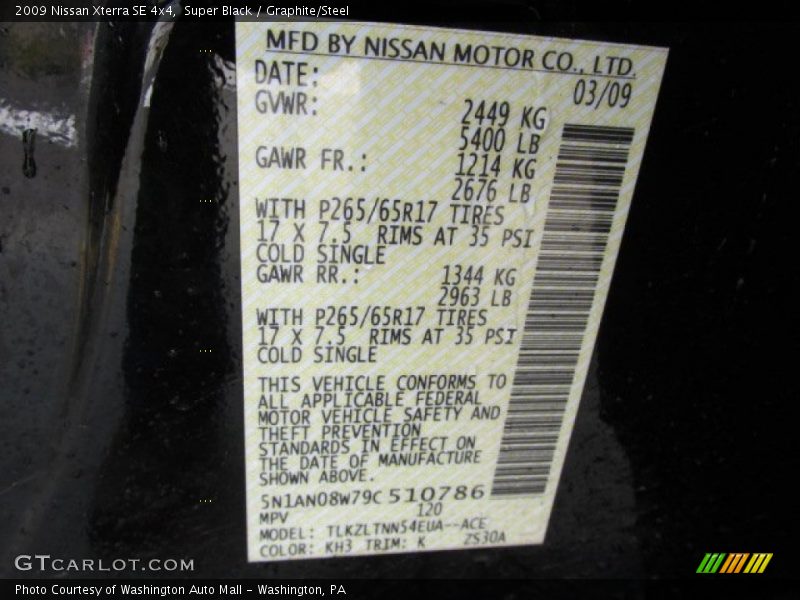 2009 Nissan Xterra SE 4x4, Super Black / Graphite/Steel
MFD BY NISSAN MOTOR CO., LTD.
DATE: 03/09
GVWR: 2449 KG
5400 LB
GAWR FR.: 1214 KG
2676 LB
WITH P265/65R17 TIRES
17 X 7.5 RIMS AT 35 PSI
COLD SINGLE
GAWR RR.: 1344 KG
2963 LB
WITH P265/65R17 TIRES
17 X 7.5 RIMS AT 35 PSI
COLD SINGLE
THIS VEHICLE CONFORMS TO
ALL APPLICABLE FEDERAL
MOTOR VEHICLE SAFETY AND
THEFT PREVENTION
STANDARDS IN EFFECT ON
THE DATE OF MANUFACTURE
SHOWN ABOVE.
5N1AN08W79C510786
MPV 120
MODEL: TLKZLTNN54EUA--ACE
COLOR: KH3 TRIM: K ZS30A
GTCARLOT.COM
Photo Courtesy of Washington Auto Mall - Washington, PA